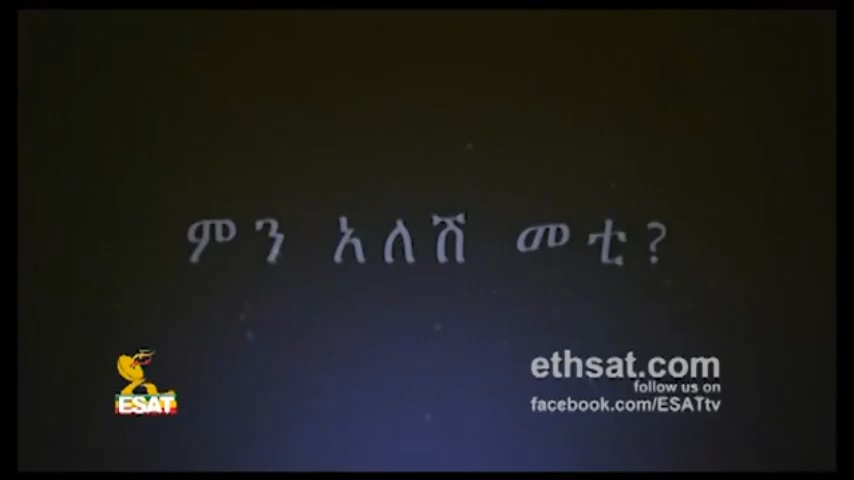 ምን አለሽ መቲ?
ESAT
ethsat.com
follow us on
facebook.com/ESATtv